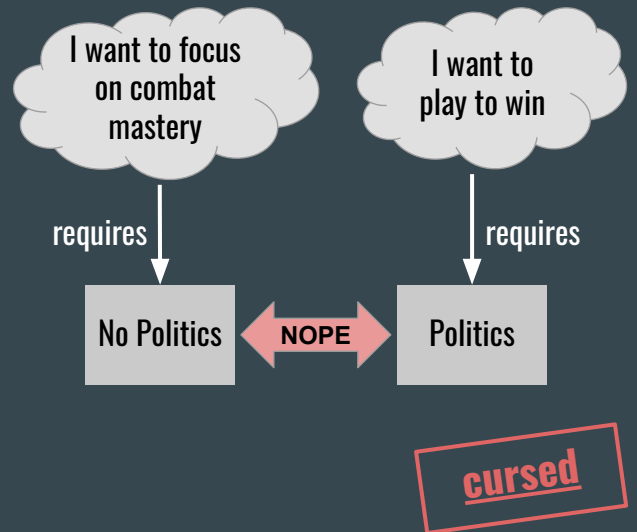 I want to focus
on combat
mastery
I want to
play to win
requires
requires
No Politics
NOPE
Politics
cursed